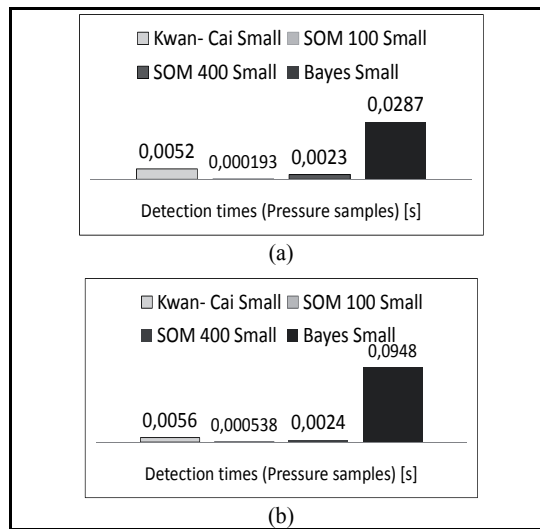 Kwan- Cai Small SOM 100 Small
SOM 400 Small Bayes Small
0,0287
0,0052
0,000193
0,0023
Detection times (Pressure samples) [s]
(a)
Kwan- Cai Small SOM 100 Small
SOM 400 Small Bayes Small
0,0948
0,0056
0,000538
0,0024
Detection times (Pressure samples) [s]
(b)